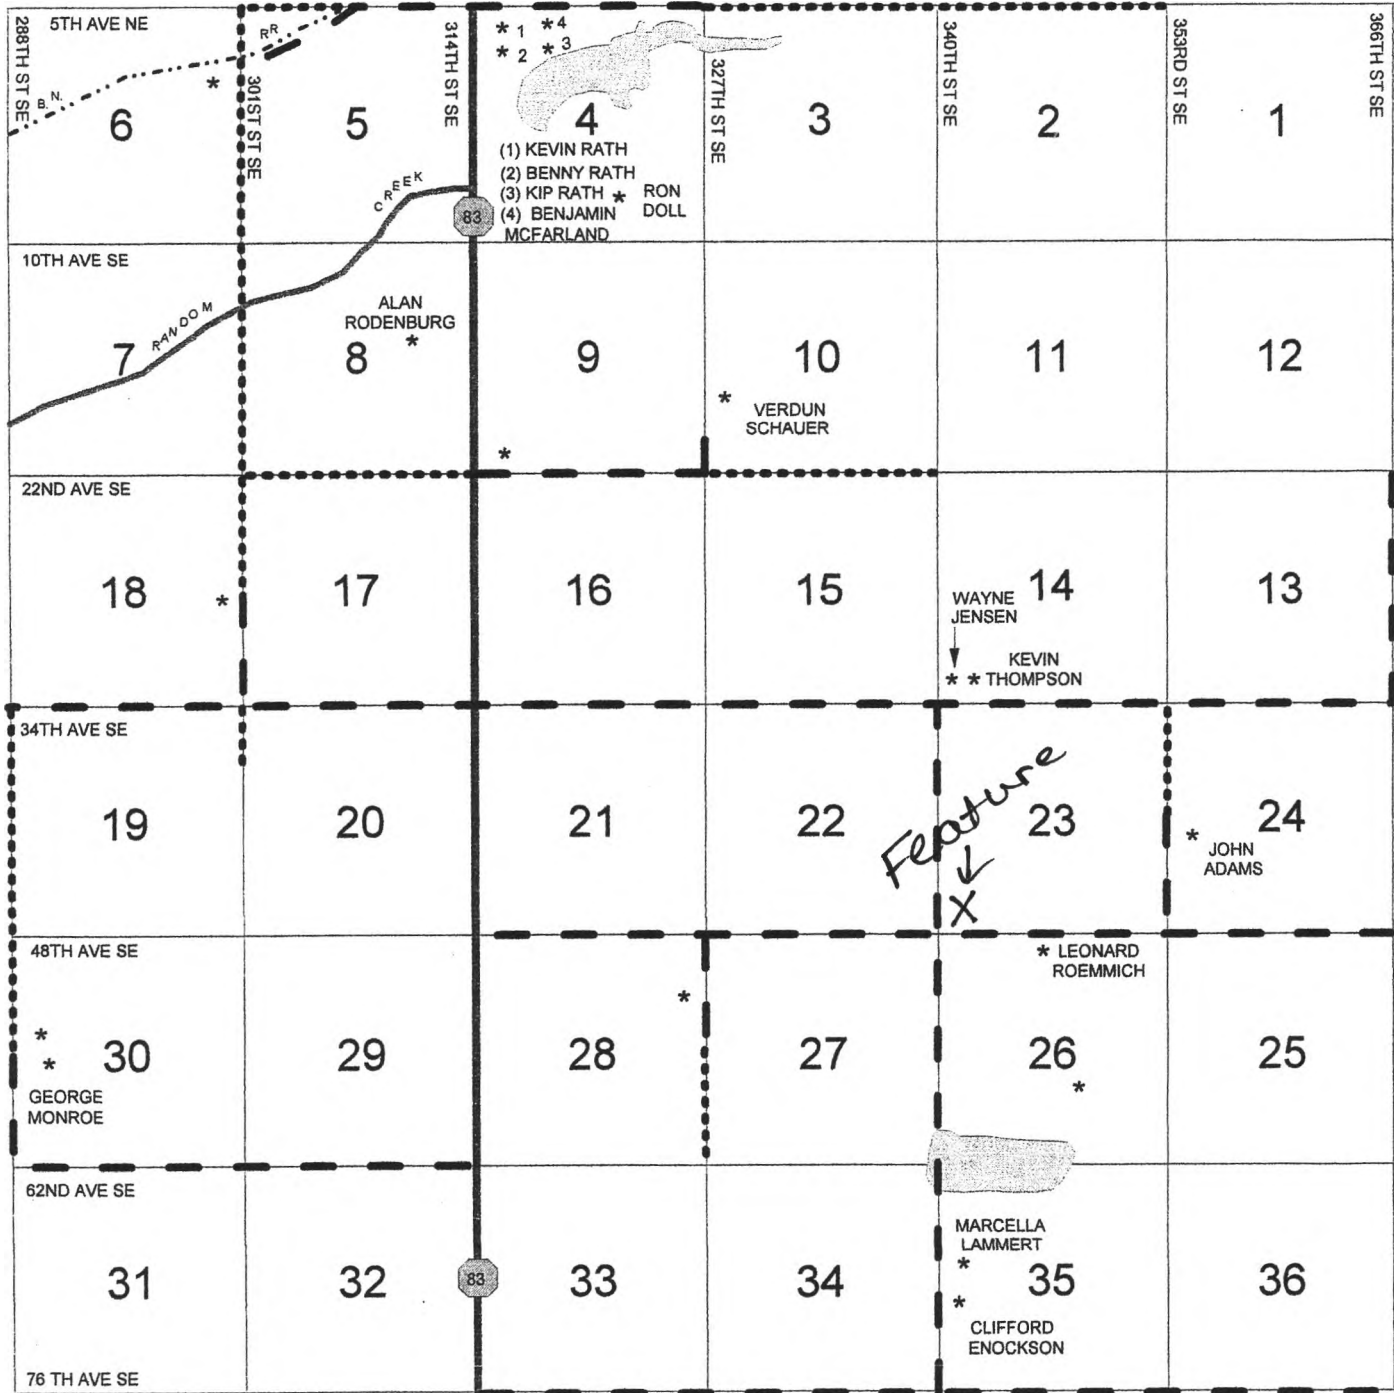 5TH AVE NE
288TH ST SE
B.N.
RR
301ST ST SE
314TH ST SE
327TH ST SE
340TH ST SE
353RD ST SE
366TH ST SE
* 1
* 4
* 2
* 3
6
5
4
3
2
1
(1) KEVIN RATH
(2) BENNY RATH
(3) KIP RATH * RON
DOLL
(4) BENJAMIN
MCFARLAND
CREEK
83
10TH AVE SE
RANDOM
ALAN
RODENBURG
7
8
9
10
11
12
VERDUN
SCHAUER
22ND AVE SE
18
17
16
15
14
13
WAYNE
JENSEN
KEVIN
* * THOMPSON
34TH AVE SE
Feature
X
19
20
21
22
23
24
JOHN
ADAMS
48TH AVE SE
* LEONARD
ROEMMICH
30
29
28
27
26
25
GEORGE
MONROE
62ND AVE SE
MARCELLA
LAMMERT
31
32
83
33
34
35
36
CLIFFORD
ENOCKSON
76 TH AVE SE